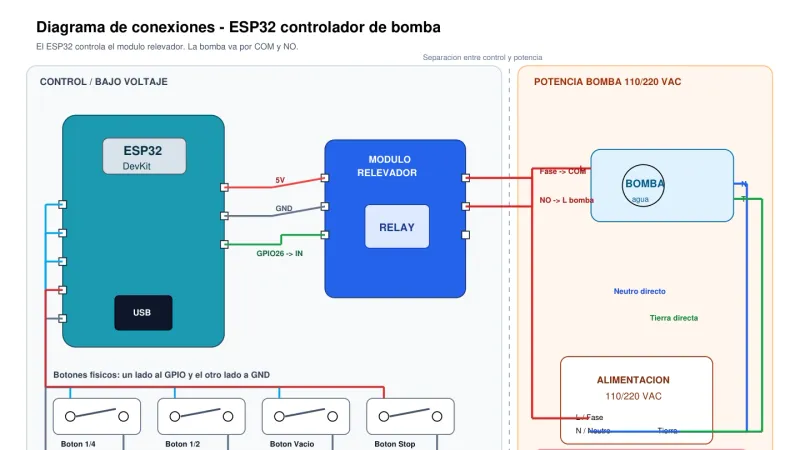 Diagrama de conexiones - ESP32 controlador de bomba
El ESP32 controla el modulo relevador. La bomba va por COM y NO.
Separacion entre control y potencia
CONTROL / BAJO VOLTAJE
POTENCIA BOMBA 110/220 VAC
ESP32
DevKit
5V
GND
GPIO26 -> IN
USB
MODULO
RELEVADOR
RELAY
Fase -> COM
L
NO -> L bomba
BOMBA
agua
N
T
Neutro directo
Tierra directa
ALIMENTACION
110/220 VAC
L / Fase
N / Neutro
Tierra
Botones fisicos: un lado al GPIO y el otro lado a GND
Boton 1/4
Boton 1/2
Boton Vacio
Boton Stop